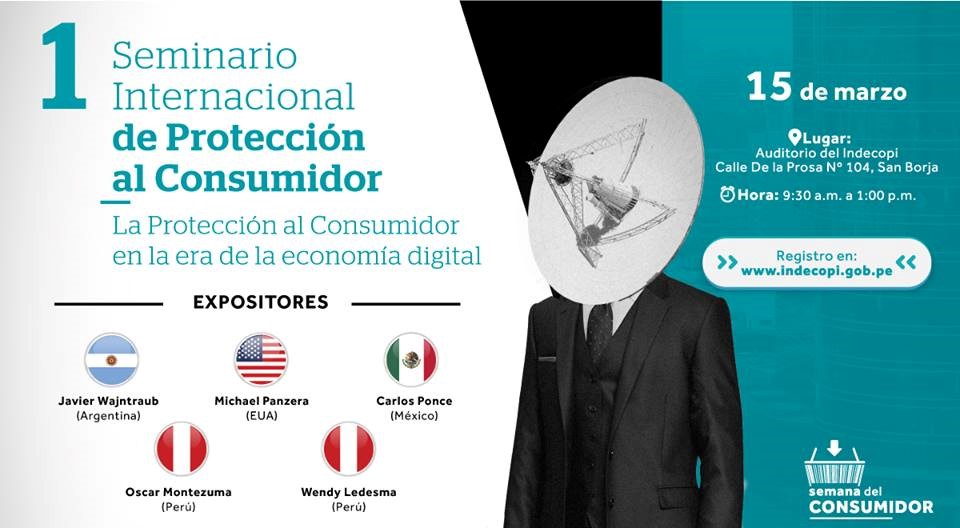 1
Seminario
Internacional
de Protección
al Consumidor
La Protección al Consumidor
en la era de la economía digital
EXPOSITORES
Javier Wajntraub
(Argentina)
Michael Panzera
(EUA)
Carlos Ponce
(México)
Oscar Montezuma
(Perú)
Wendy Ledesma
(Perú)
15 de marzo
Lugar:
Auditorio del Indecopi
Calle De la Prosa Nº 104, San Borja
Hora: 9:30 a.m. a 1:00 p.m.
Registro en:
www.indecopi.gob.pe
semana del
CONSUMIDOR